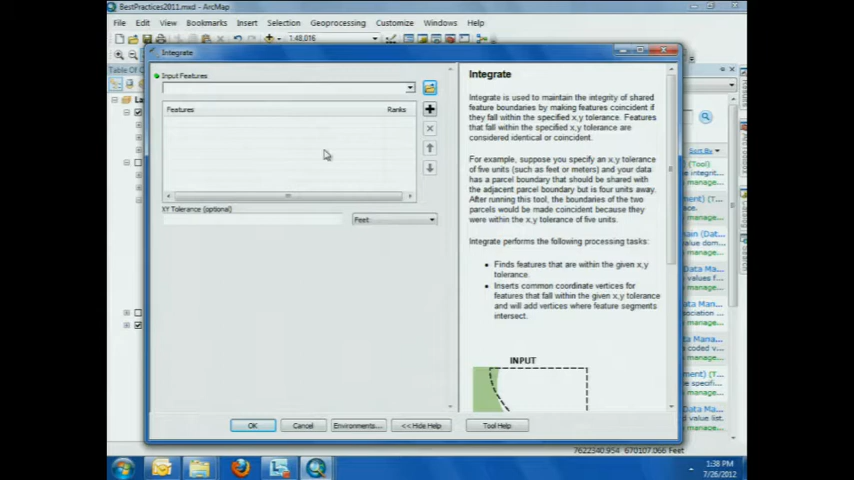 BestPractices2011.mxd - ArcMap
File Edit View Bookmarks Insert Selection Geoprocessing Customize Windows Help
1:48,016
Integrate
Table Of
Input Features
Features Ranks
XY Tolerance (optional)
Feet
Integrate
Integrate is used to maintain the integrity of shared
feature boundaries by making features coincident if
they fall within the specified x,y tolerance. Features
that fall within the specified x,y tolerance are
considered identical or coincident.
For example, suppose you specify an x,y tolerance
of five units (such as feet or meters) and your data
has a parcel boundary that should be shared with
the adjacent parcel boundary but is four units away.
After running this tool, the boundaries of the two
parcels would be made coincident because they
were within the x,y tolerance of five units.
Integrate performs the following processing tasks:
• Finds features that are within the given x,y
tolerance.
• Inserts common coordinate vertices for
features that fall within the given x,y tolerance
and will add vertices where feature segments
intersect.
INPUT
OK Cancel Environments... << Hide Help Tool Help
Sort By
(Tool)
manage...
7622340.954 670107.066 Feet
1:38 PM
7/26/2012